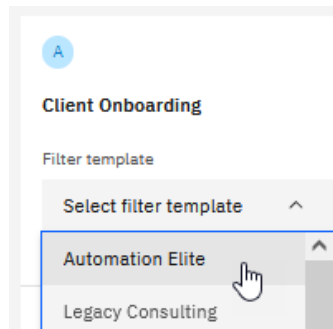 A
Client Onboarding
Filter template
Select filter template
Automation Elite
Legacy Consulting